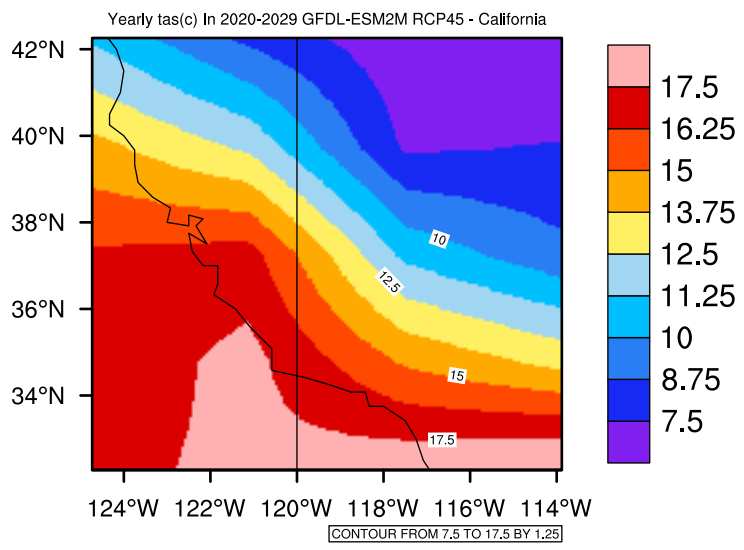 Yearly tas(c) In 2020-2029 GFDL-ESM2M RCP45 - California
42°N
40°N
38°N
36°N
34°N
10
12.5
15
17.5
124°W 122°W 120°W 118°W 116°W 114°W
17.5
16.25
15
13.75
12.5
11.25
10
8.75
7.5
CONTOUR FROM 7.5 TO 17.5 BY 1.25